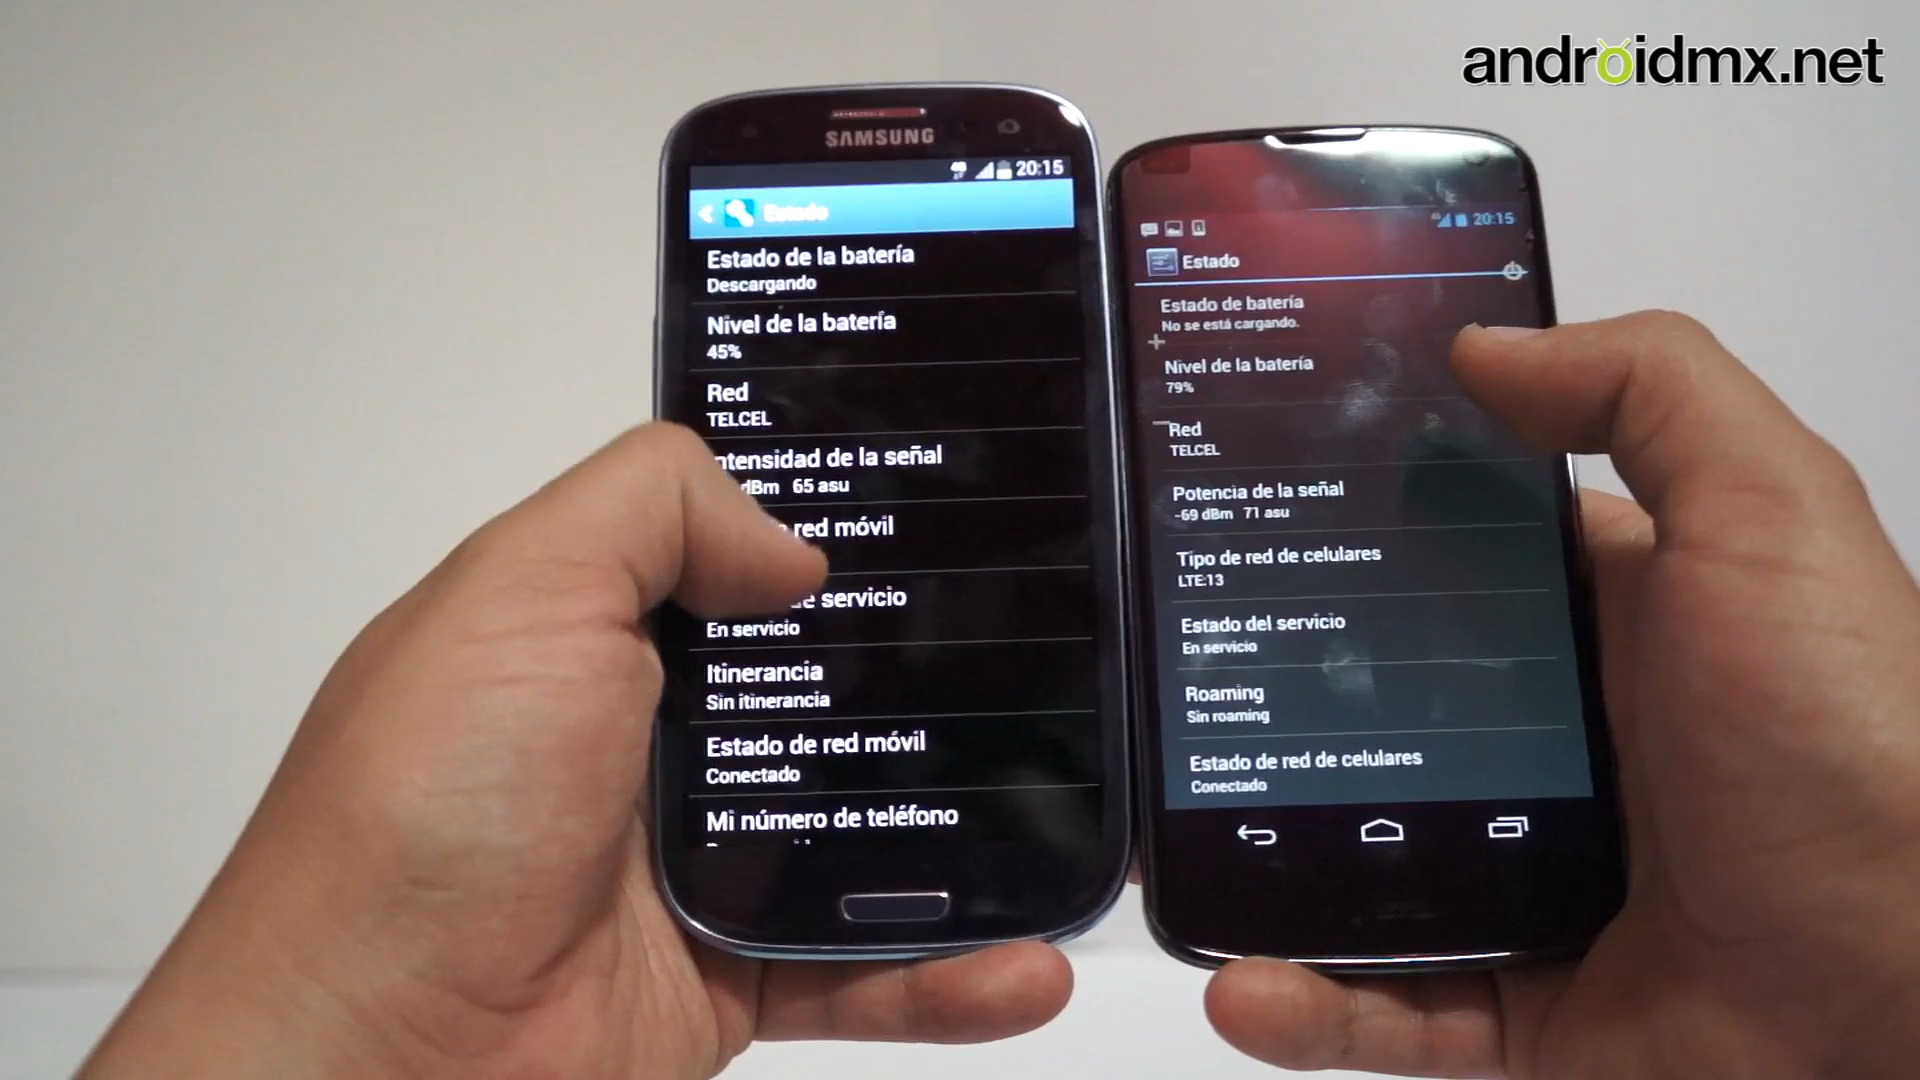 androidmx.net
SAMSUNG
20:15
Estado
Estado de la batería
Descargando
Nivel de la batería
45%
Red
TELCEL
ntensidad de la señal
dBm 65 asu
red móvil
de servicio
En servicio
Itinerancia
Sin itinerancia
Estado de red móvil
Conectado
Mi número de teléfono
20:15
Estado
Estado de batería
No se está cargando.
Nivel de la batería
79%
Red
TELCEL
Potencia de la señal
-69 dBm 71 asu
Tipo de red de celulares
LTE:13
Estado del servicio
En servicio
Roaming
Sin roaming
Estado de red de celulares
Conectado